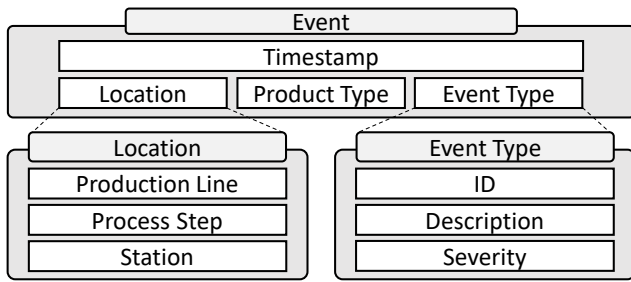 Event
Timestamp
Location Product Type Event Type
Location
Production Line
Process Step
Station
Event Type
ID
Description
Severity